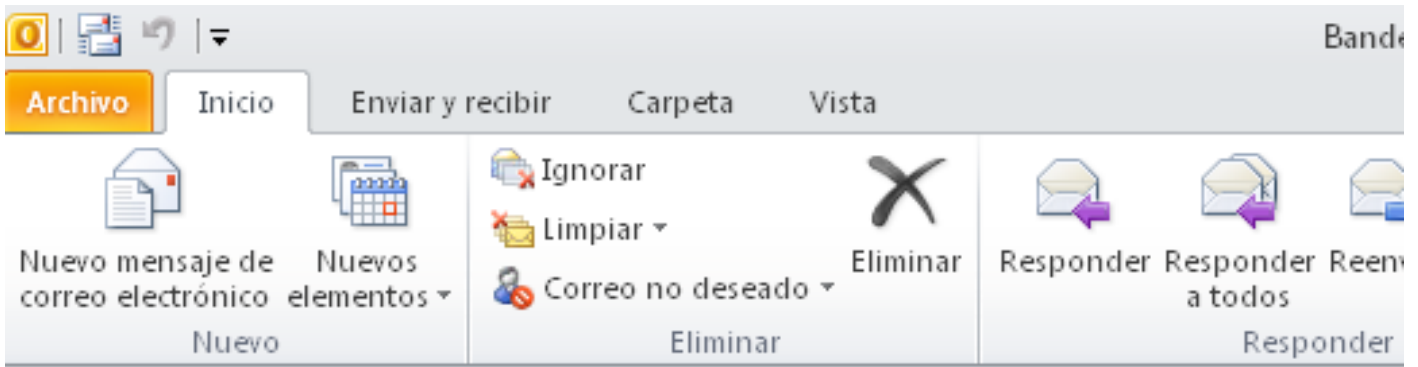 Bande
Archivo Inicio Enviar y recibir Carpeta Vista
Ignorar
Limpiar
Nuevo mensaje de correo electrónico
Nuevos elementos
Correo no deseado
Eliminar
Responder
Responder a todos
Reenv
Nuevo Eliminar Responder